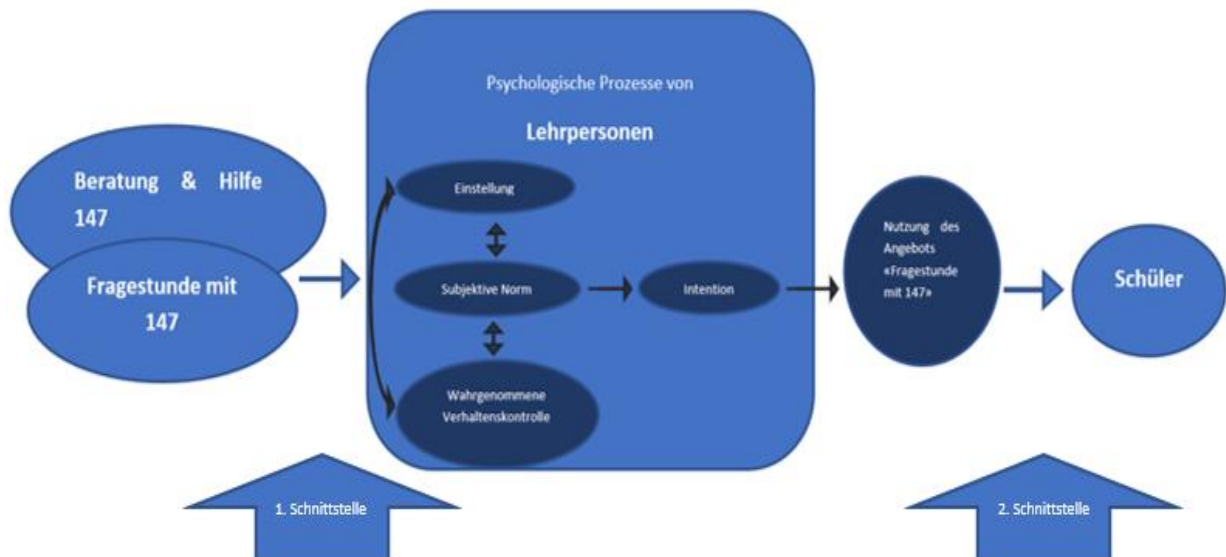 Beratung & Hilfe
147
Fragestunde mit
147
Psychologische Prozesse von
Lehrpersonen
Einstellung
Subjektive Norm
Wahrgenommene
Verhaltenskontrolle
Intention
Nutzung des
Angebots
«Fragestunde
mit 147»
Schüler
1. Schnittstelle
2. Schnittstelle